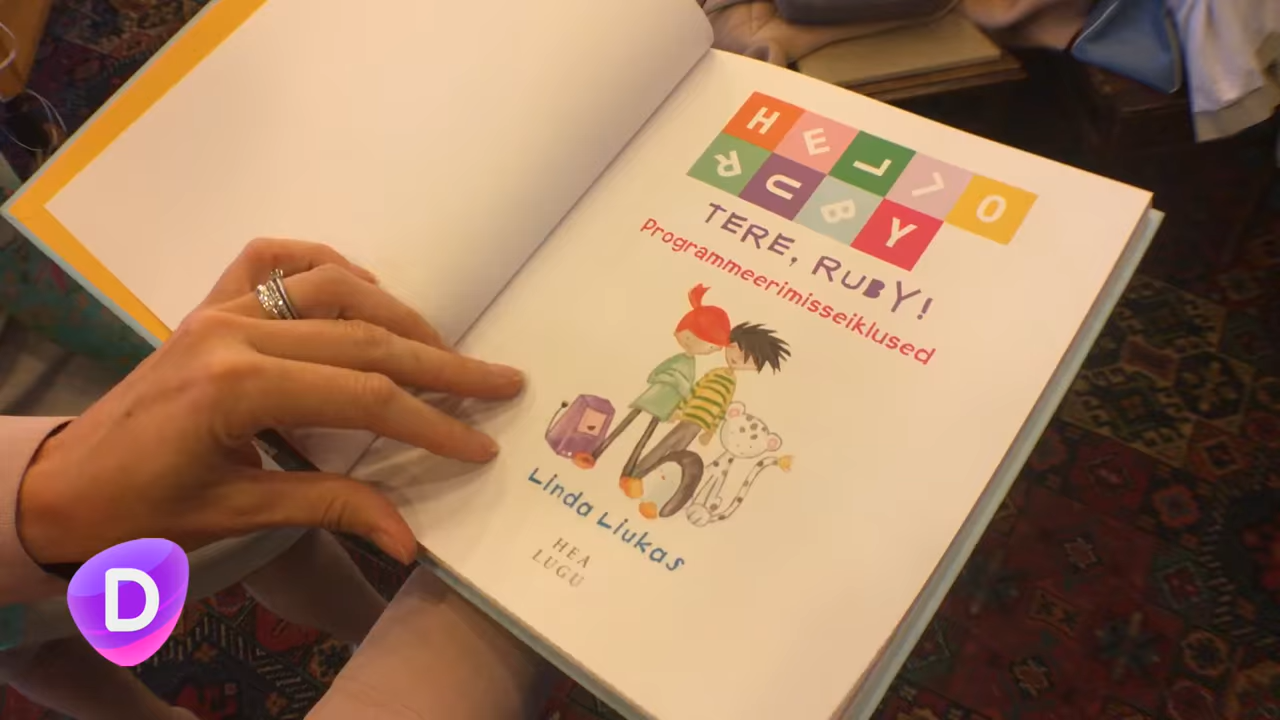 HELLO
RUBY
TERE, RUBY!
Programmeerimisseiklused
Linda Liukas
HEA
LUGU
D